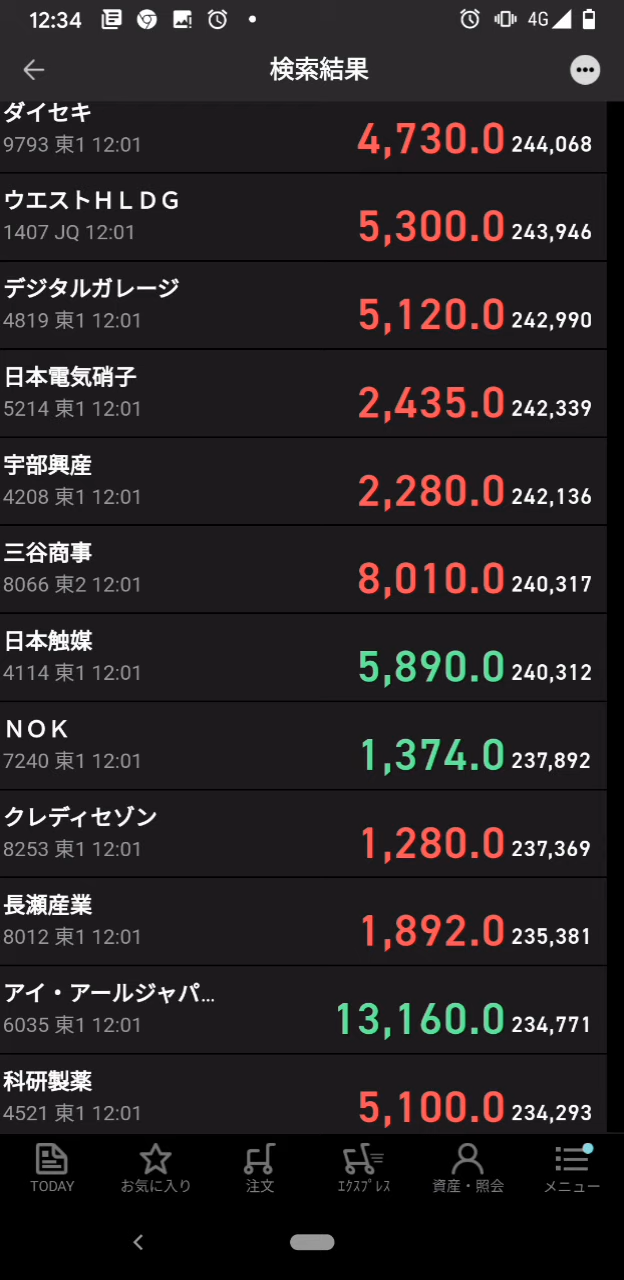 12:34
4G
検索結果
ダイセキ
4,730.0 244,068
9793 東1 12:01
ウエストＨＬＤＧ
5,300.0 243,946
1407 JQ 12:01
デジタルガレージ
5,120.0 242,990
4819 東1 12:01
日本電気硝子
2,435.0 242,339
5214 東1 12:01
宇部興産
2,280.0 242,136
4208 東1 12:01
三谷商事
8,010.0 240,317
8066 東2 12:01
日本触媒
5,890.0 240,312
4114 東1 12:01
ＮＯＫ
1,374.0 237,892
7240 東1 12:01
クレディセゾン
1,280.0 237,369
8253 東1 12:01
長瀬産業
1,892.0 235,381
8012 東1 12:01
アイ・アールジャパ...
13,160.0 234,771
6035 東1 12:01
科研製薬
5,100.0 234,293
4521 東1 12:01
TODAY お気に入り 注文 ｴｸｽﾌﾟﾚｽ 資産・照会 メニュー